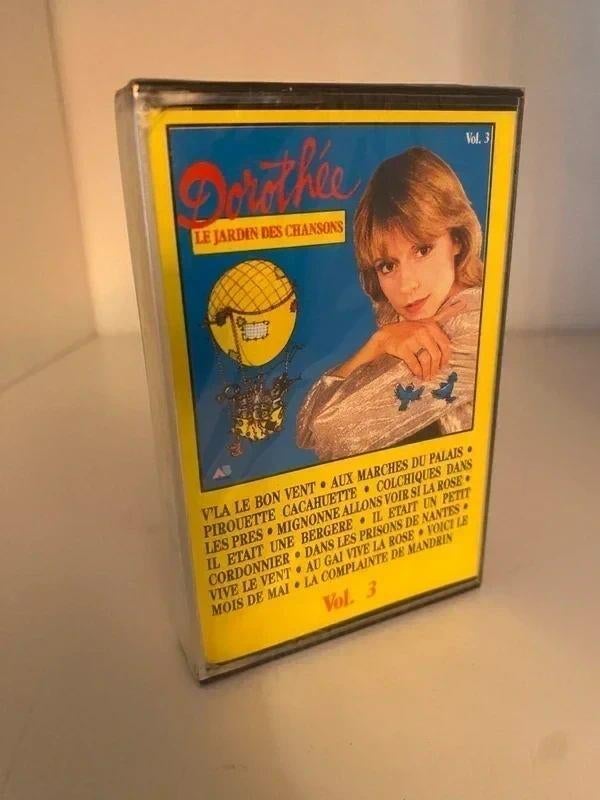 Vol. 3
Dorothée
LE JARDIN DES CHANSONS
AB
V'LA LE BON VENT • AUX MARCHES DU PALAIS •
PIROUETTE CACAHUETTE • COLCHIQUES DANS
LES PRES • MIGNONNE ALLONS VOIR SI LA ROSE •
IL ETAIT UNE BERGERE • IL ETAIT UN PETIT
CORDONNIER • DANS LES PRISONS DE NANTES •
VIVE LE VENT • AU GAI VIVE LA ROSE • VOICI LE
MOIS DE MAI • LA COMPLAINTE DE MANDRIN
Vol. 3